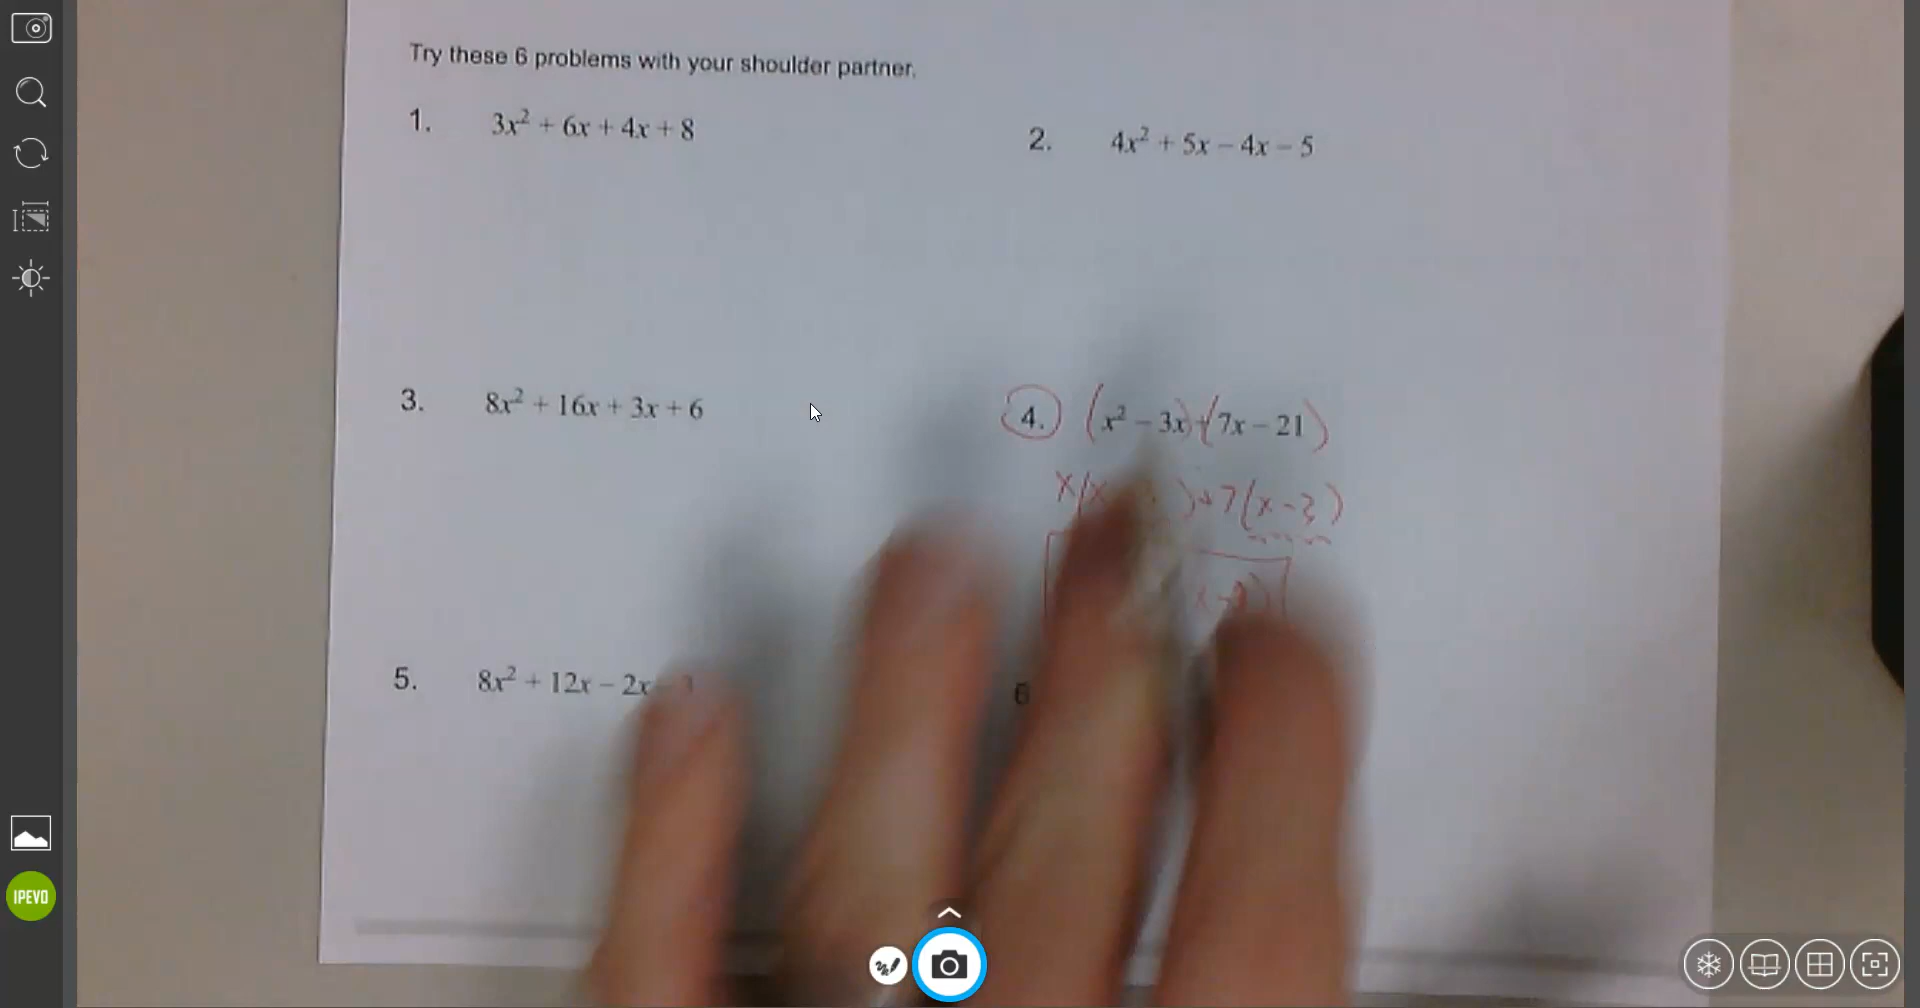 Try these 6 problems with your shoulder partner.
1. 3x² + 6x + 4x + 8
2. 4x² + 5x - 4x - 5
3. 8x² + 16x + 3x + 6
4. (x² - 3x)+(7x - 21)
x(x ) + 7(x - 3)
x -
5. 8x² + 12x - 2x
6
IPEVO